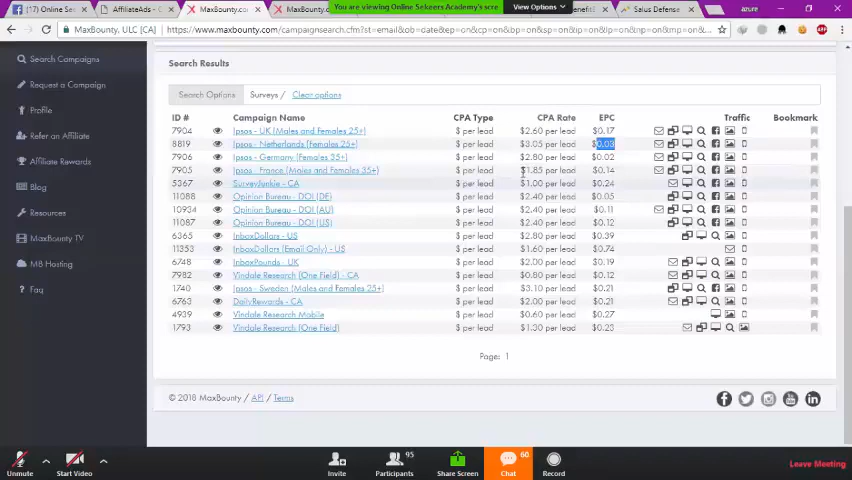 (17) Online Se
AffiliateAds - C
MaxBounty.co
MaxBounty.
You are viewing Online Sekeers Academy's scre
View Options
Benefit
Salus Defense
azure
MaxBounty, ULC [CA]
https://www.maxbounty.com/campaignsearch.cfm?st=email&ob=date&ep=on&cp=on&bp=on&sp=on&ip=on&lp=on&mp=on
Search Campaigns
Request a Campaign
Profile
Refer an Affiliate
Affiliate Rewards
Blog
Resources
MaxBounty TV
MB Hosting
Faq
Search Results
Search Options Surveys / Clear options
ID # Campaign Name CPA Type CPA Rate EPC Traffic Bookmark
7904 Ipsos - UK (Males and Females 25+) $ per lead $2.60 per lead $0.17
8819 Ipsos - Netherlands (Females 25+) $ per lead $3.05 per lead $0.03
7906 Ipsos - Germany (Females 35+) $ per lead $2.80 per lead $0.02
7905 Ipsos - France (Males and Females 35+) $ per lead $1.85 per lead $0.14
5367 SurveyJunkie - CA $ per lead $1.00 per lead $0.24
11088 Opinion Bureau - DOI (DE) $ per lead $2.40 per lead $0.05
10934 Opinion Bureau - DOI (AU) $ per lead $2.40 per lead $0.11
11087 Opinion Bureau - DOI (US) $ per lead $2.40 per lead $0.12
6365 InboxDollars - US $ per lead $2.80 per lead $0.39
11353 InboxDollars (Email Only) - US $ per lead $1.60 per lead $0.74
6748 InboxPounds - UK $ per lead $2.00 per lead $0.19
7982 Vindale Research (One Field) - CA $ per lead $0.80 per lead $0.12
1740 Ipsos - Sweden (Males and Females 25+) $ per lead $3.10 per lead $0.21
6763 DailyRewards - CA $ per lead $2.00 per lead $0.21
4939 Vindale Research Mobile $ per lead $0.60 per lead $0.27
1793 Vindale Research (One Field) $ per lead $1.30 per lead $0.23
Page: 1
© 2018 MaxBounty / API / Terms
95
60
Unmute
Start Video
Invite
Participants
Share Screen
Chat
Record
Leave Meeting